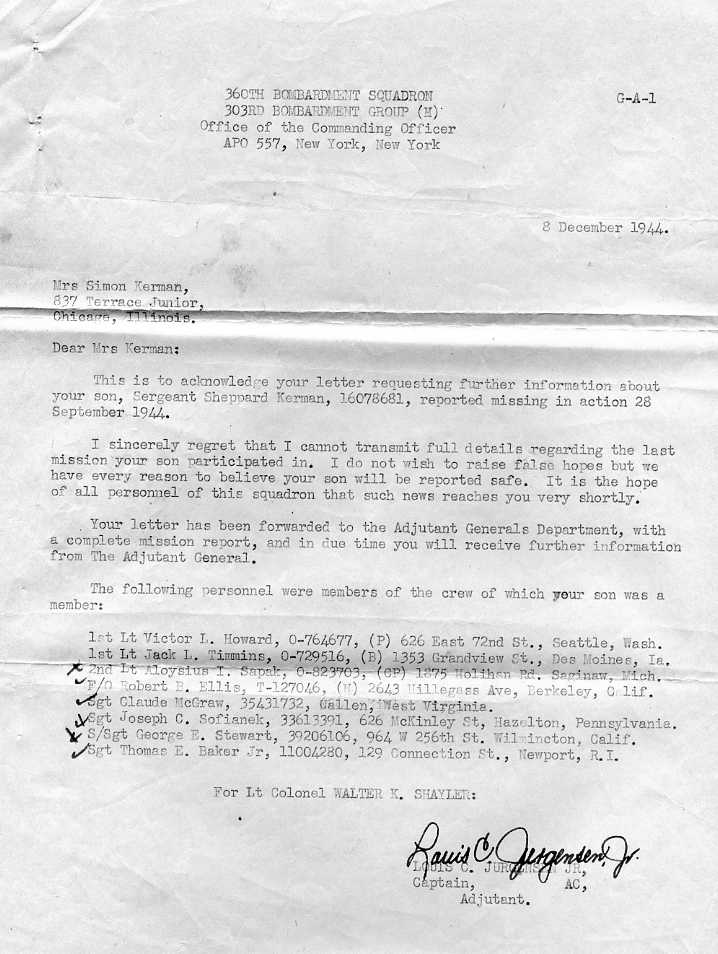 360TH BOMBARDMENT SQUADRON
G-A-1
303RD BOMBARDMENT GROUP (H)
Office of the Commanding Officer
APO 557, New York, New York
8 December 1944.
Mrs Simon Kerman,
837 Terrace Junior,
Chicago, Illinois.
Dear Mrs Kerman:
This is to acknowledge your letter requesting further information about
your son, Sergeant Sheppard Kerman, 16078681, reported missing in action 28
September 1944.
I sincerely regret that I cannot transmit full details regarding the last
mission your son participated in. I do not wish to raise false hopes but we
have every reason to believe your son will be reported safe. It is the hope
of all personnel of this squadron that such news reaches you very shortly.
Your letter has been forwarded to the Adjutant Generals Department, with
a complete mission report, and in due time you will receive further information
from The Adjutant General.
The following personnel were members of the crew of which your son was a
member:
1st Lt Victor L. Howard, O-764677, (P) 626 East 72nd St., Seattle, Wash.
1st Lt Jack L. Timmins, O-729516, (B) 1353 Grandview St., Des Moines, Ia.
2nd Lt Aloysius I. Sapak, O-823703, (CP) 1875 Holihan Rd. Saginaw, Mich.
F/O Robert B. Ellis, T-127046, (N) 2643 Hillegass Ave, Berkeley, Calif.
Sgt Claude McGraw, 35431732, Gallen, West Virginia.
Sgt Joseph C. Sofianek, 33613391, 626 McKinley St, Hazelton, Pennsylvania.
S/Sgt George E. Stewart, 39206106, 964 W 256th St. Wilmington, Calif.
Sgt Thomas E. Baker Jr, 11004280, 129 Connection St., Newport, R.I.
For Lt Colonel WALTER K. SHAYLER:
Louis C. Jurgensen, Jr.
LOUIS C. JURGENSEN JR,
Captain, AC,
Adjutant.